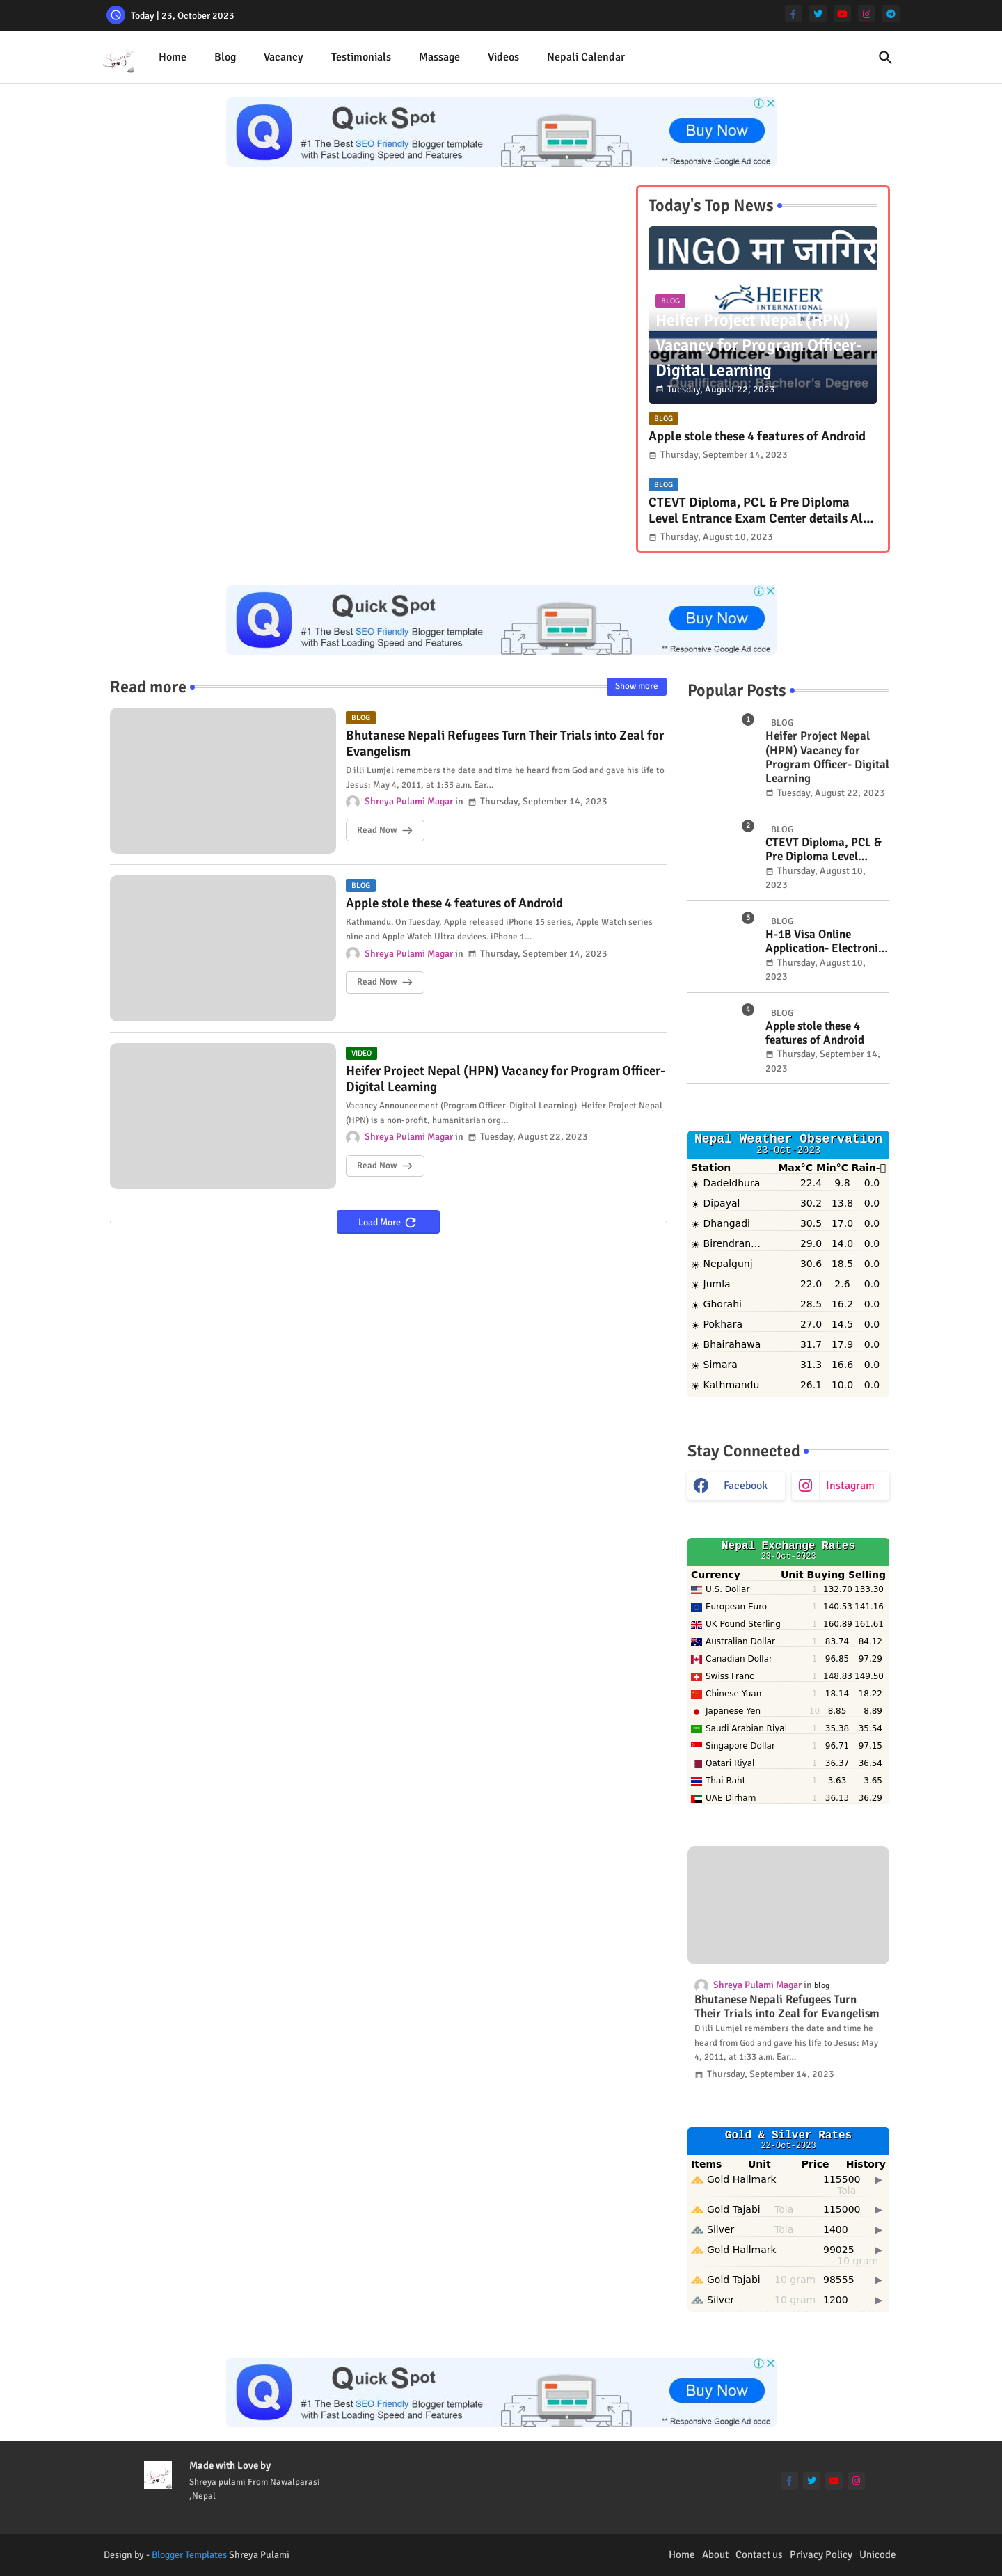 Today | 23, October 2023
Home Blog Vacancy Testimonials Massage Videos Nepali Calendar
Quick Spot
#1 The Best SEO Friendly Blogger template
with Fast Loading Speed and Features
Buy Now
** Responsive Google Ad code
Today's Top News
INGO मा जागिर
HEIFER
INTERNATIONAL
BLOG
Heifer Project Nepal (HPN)
Vacancy for Program Officer-
Digital Learning
rogram Officer-Digital Learn
Qualification: Bachelor's Degree
Tuesday, August 22, 2023
BLOG
Apple stole these 4 features of Android
Thursday, September 14, 2023
BLOG
CTEVT Diploma, PCL & Pre Diploma
Level Entrance Exam Center details Al...
Thursday, August 10, 2023
Quick Spot
#1 The Best SEO Friendly Blogger template
with Fast Loading Speed and Features
Buy Now
** Responsive Google Ad code
Read more
Show more
BLOG
Bhutanese Nepali Refugees Turn Their Trials into Zeal for
Evangelism
D illi Lumjel remembers the date and time he heard from God and gave his life to
Jesus: May 4, 2011, at 1:33 a.m. Ear…
Shreya Pulami Magar in Thursday, September 14, 2023
Read Now
BLOG
Apple stole these 4 features of Android
Kathmandu. On Tuesday, Apple released iPhone 15 series, Apple Watch series
nine and Apple Watch Ultra devices. iPhone 1…
Shreya Pulami Magar in Thursday, September 14, 2023
Read Now
VIDEO
Heifer Project Nepal (HPN) Vacancy for Program Officer-
Digital Learning
Vacancy Announcement (Program Officer-Digital Learning) Heifer Project Nepal
(HPN) is a non-profit, humanitarian org…
Shreya Pulami Magar in Tuesday, August 22, 2023
Read Now
Load More
Popular Posts
1
BLOG
Heifer Project Nepal
(HPN) Vacancy for
Program Officer- Digital
Learning
Tuesday, August 22, 2023
2
BLOG
CTEVT Diploma, PCL &
Pre Diploma Level...
Thursday, August 10,
2023
3
BLOG
H-1B Visa Online
Application- Electroni...
Thursday, August 10,
2023
4
BLOG
Apple stole these 4
features of Android
Thursday, September 14,
2023
Nepal Weather Observation
23-Oct-2023
Station Max°C Min°C Rain-
Dadeldhura 22.4 9.8 0.0
Dipayal 30.2 13.8 0.0
Dhangadi 30.5 17.0 0.0
Birendran... 29.0 14.0 0.0
Nepalgunj 30.6 18.5 0.0
Jumla 22.0 2.6 0.0
Ghorahi 28.5 16.2 0.0
Pokhara 27.0 14.5 0.0
Bhairahawa 31.7 17.9 0.0
Simara 31.3 16.6 0.0
Kathmandu 26.1 10.0 0.0
Stay Connected
Facebook Instagram
Nepal Exchange Rates
23-Oct-2023
Currency Unit Buying Selling
U.S. Dollar 1 132.70 133.30
European Euro 1 140.53 141.16
UK Pound Sterling 1 160.89 161.61
Australian Dollar 1 83.74 84.12
Canadian Dollar 1 96.85 97.29
Swiss Franc 1 148.83 149.50
Chinese Yuan 1 18.14 18.22
Japanese Yen 10 8.85 8.89
Saudi Arabian Riyal 1 35.38 35.54
Singapore Dollar 1 96.71 97.15
Qatari Riyal 1 36.37 36.54
Thai Baht 1 3.63 3.65
UAE Dirham 1 36.13 36.29
Shreya Pulami Magar in blog
Bhutanese Nepali Refugees Turn
Their Trials into Zeal for Evangelism
D illi Lumjel remembers the date and time he
heard from God and gave his life to Jesus: May
4, 2011, at 1:33 a.m. Ear…
Thursday, September 14, 2023
Gold & Silver Rates
22-Oct-2023
Items Unit Price History
Gold Hallmark 115500
Tola
Gold Tajabi Tola 115000
Silver Tola 1400
Gold Hallmark 99025
10 gram
Gold Tajabi 10 gram 98555
Silver 10 gram 1200
Quick Spot
#1 The Best SEO Friendly Blogger template
with Fast Loading Speed and Features
Buy Now
** Responsive Google Ad code
Made with Love by
Shreya pulami From Nawalparasi
,Nepal
Design by - Blogger Templates Shreya Pulami
Home About Contact us Privacy Policy Unicode